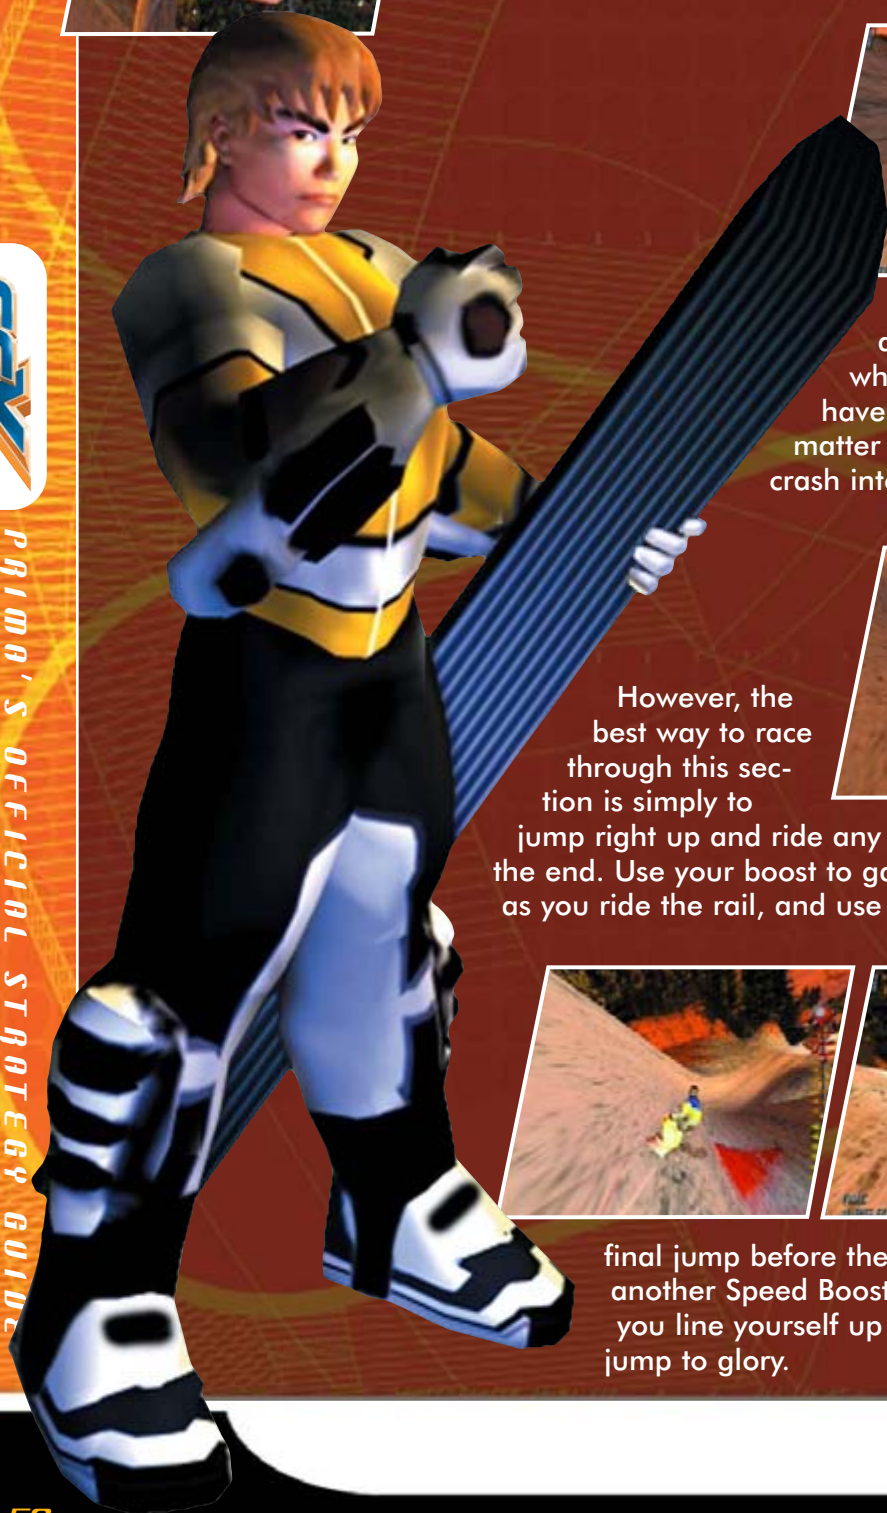 SSX
PRIMA'S OFFICIAL STRATEGY GUIDE
have
matter
However, the
best way to race
through this sec-
tion is simply to
jump right up and ride any
the end. Use your boost to
as you ride the rail, and use
final jump before the
another Speed Boost
you line yourself up
jump to glory.
crash